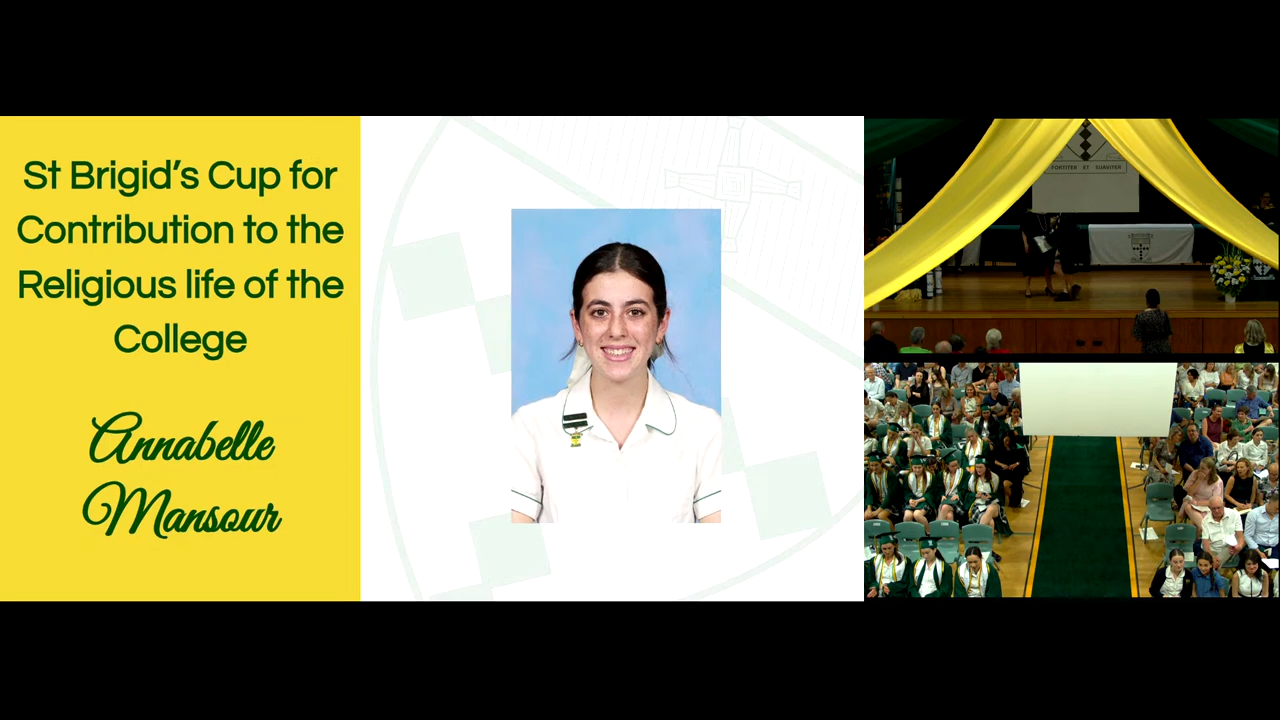 St Brigid’s Cup for
Contribution to the
Religious life of the
College
Annabelle
Mansour
FORTITER ET SUAVITER